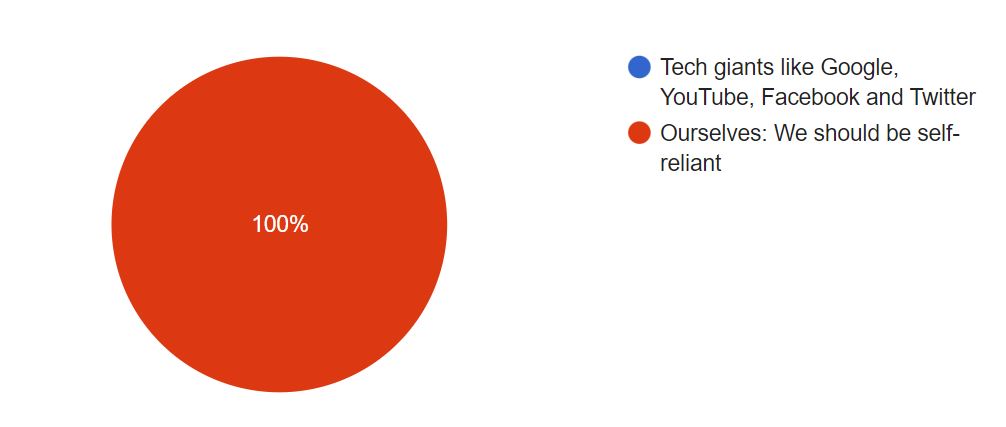 Tech giants like Google,
YouTube, Facebook and Twitter
Ourselves: We should be self-
reliant
100%